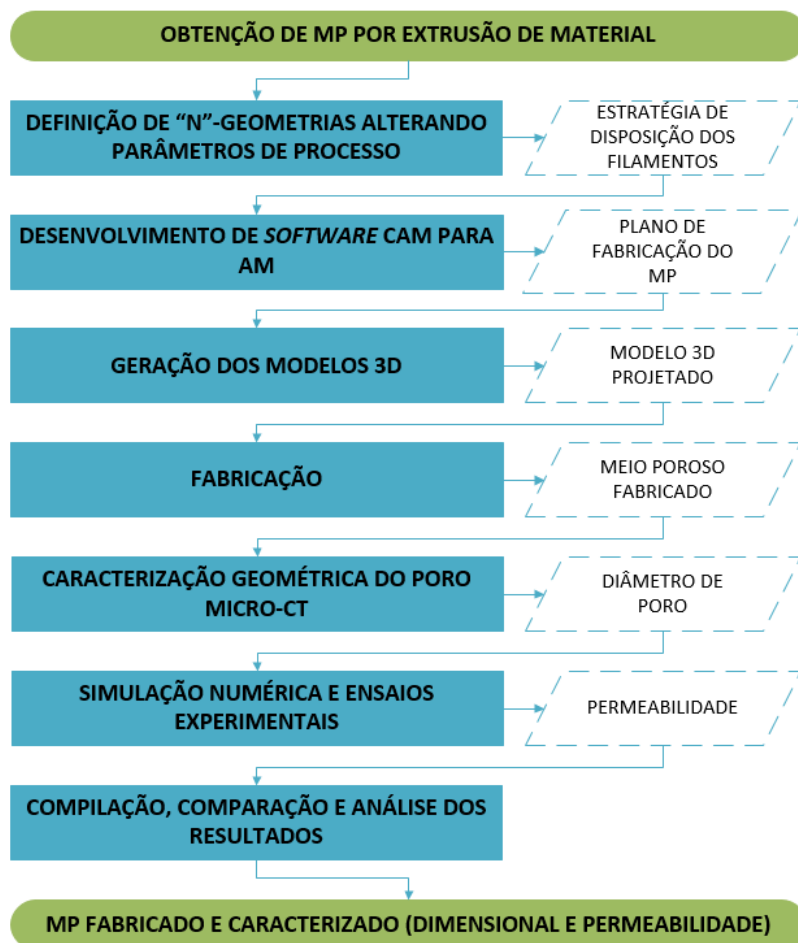 OBTENÇÃO DE MP POR EXTRUSÃO DE MATERIAL
DEFINIÇÃO DE “N”-GEOMETRIAS ALTERANDO
PARÂMETROS DE PROCESSO
ESTRATÉGIA DE
DISPOSIÇÃO DOS
FILAMENTOS
DESENVOLVIMENTO DE SOFTWARE CAM PARA
AM
PLANO DE
FABRICAÇÃO DO
MP
GERAÇÃO DOS MODELOS 3D
MODELO 3D
PROJETADO
FABRICAÇÃO
MEIO POROSO
FABRICADO
CARACTERIZAÇÃO GEOMÉTRICA DO PORO
MICRO-CT
DIÂMETRO DE
PORO
SIMULAÇÃO NUMÉRICA E ENSAIOS
EXPERIMENTAIS
PERMEABILIDADE
COMPILAÇÃO, COMPARAÇÃO E ANÁLISE DOS
RESULTADOS
MP FABRICADO E CARACTERIZADO (DIMENSIONAL E PERMEABILIDADE)